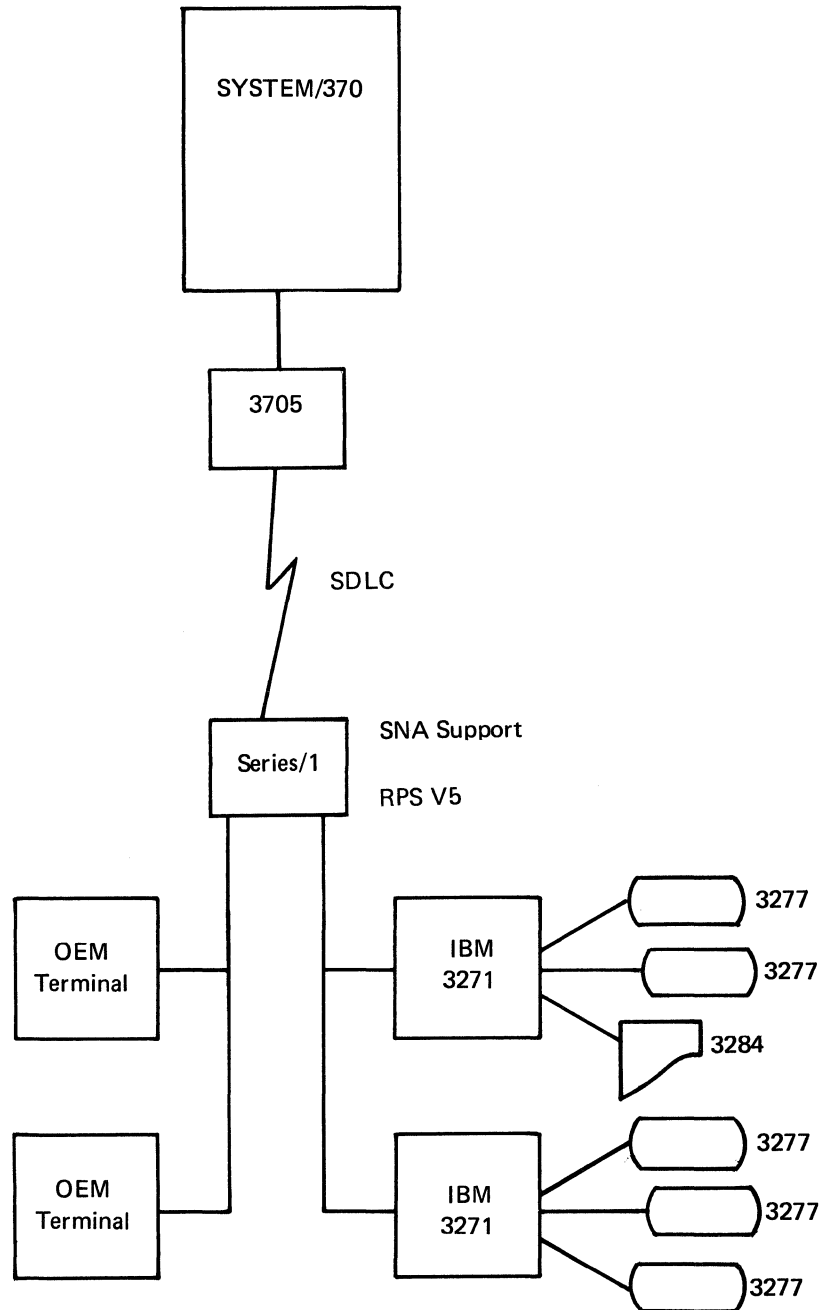 SYSTEM/370
3705
SDLC
SNA Support
Series/1
RPS V5
3277
OEM
Terminal
IBM
3271
3277
3284
3277
OEM
Terminal
IBM
3271
3277
3277